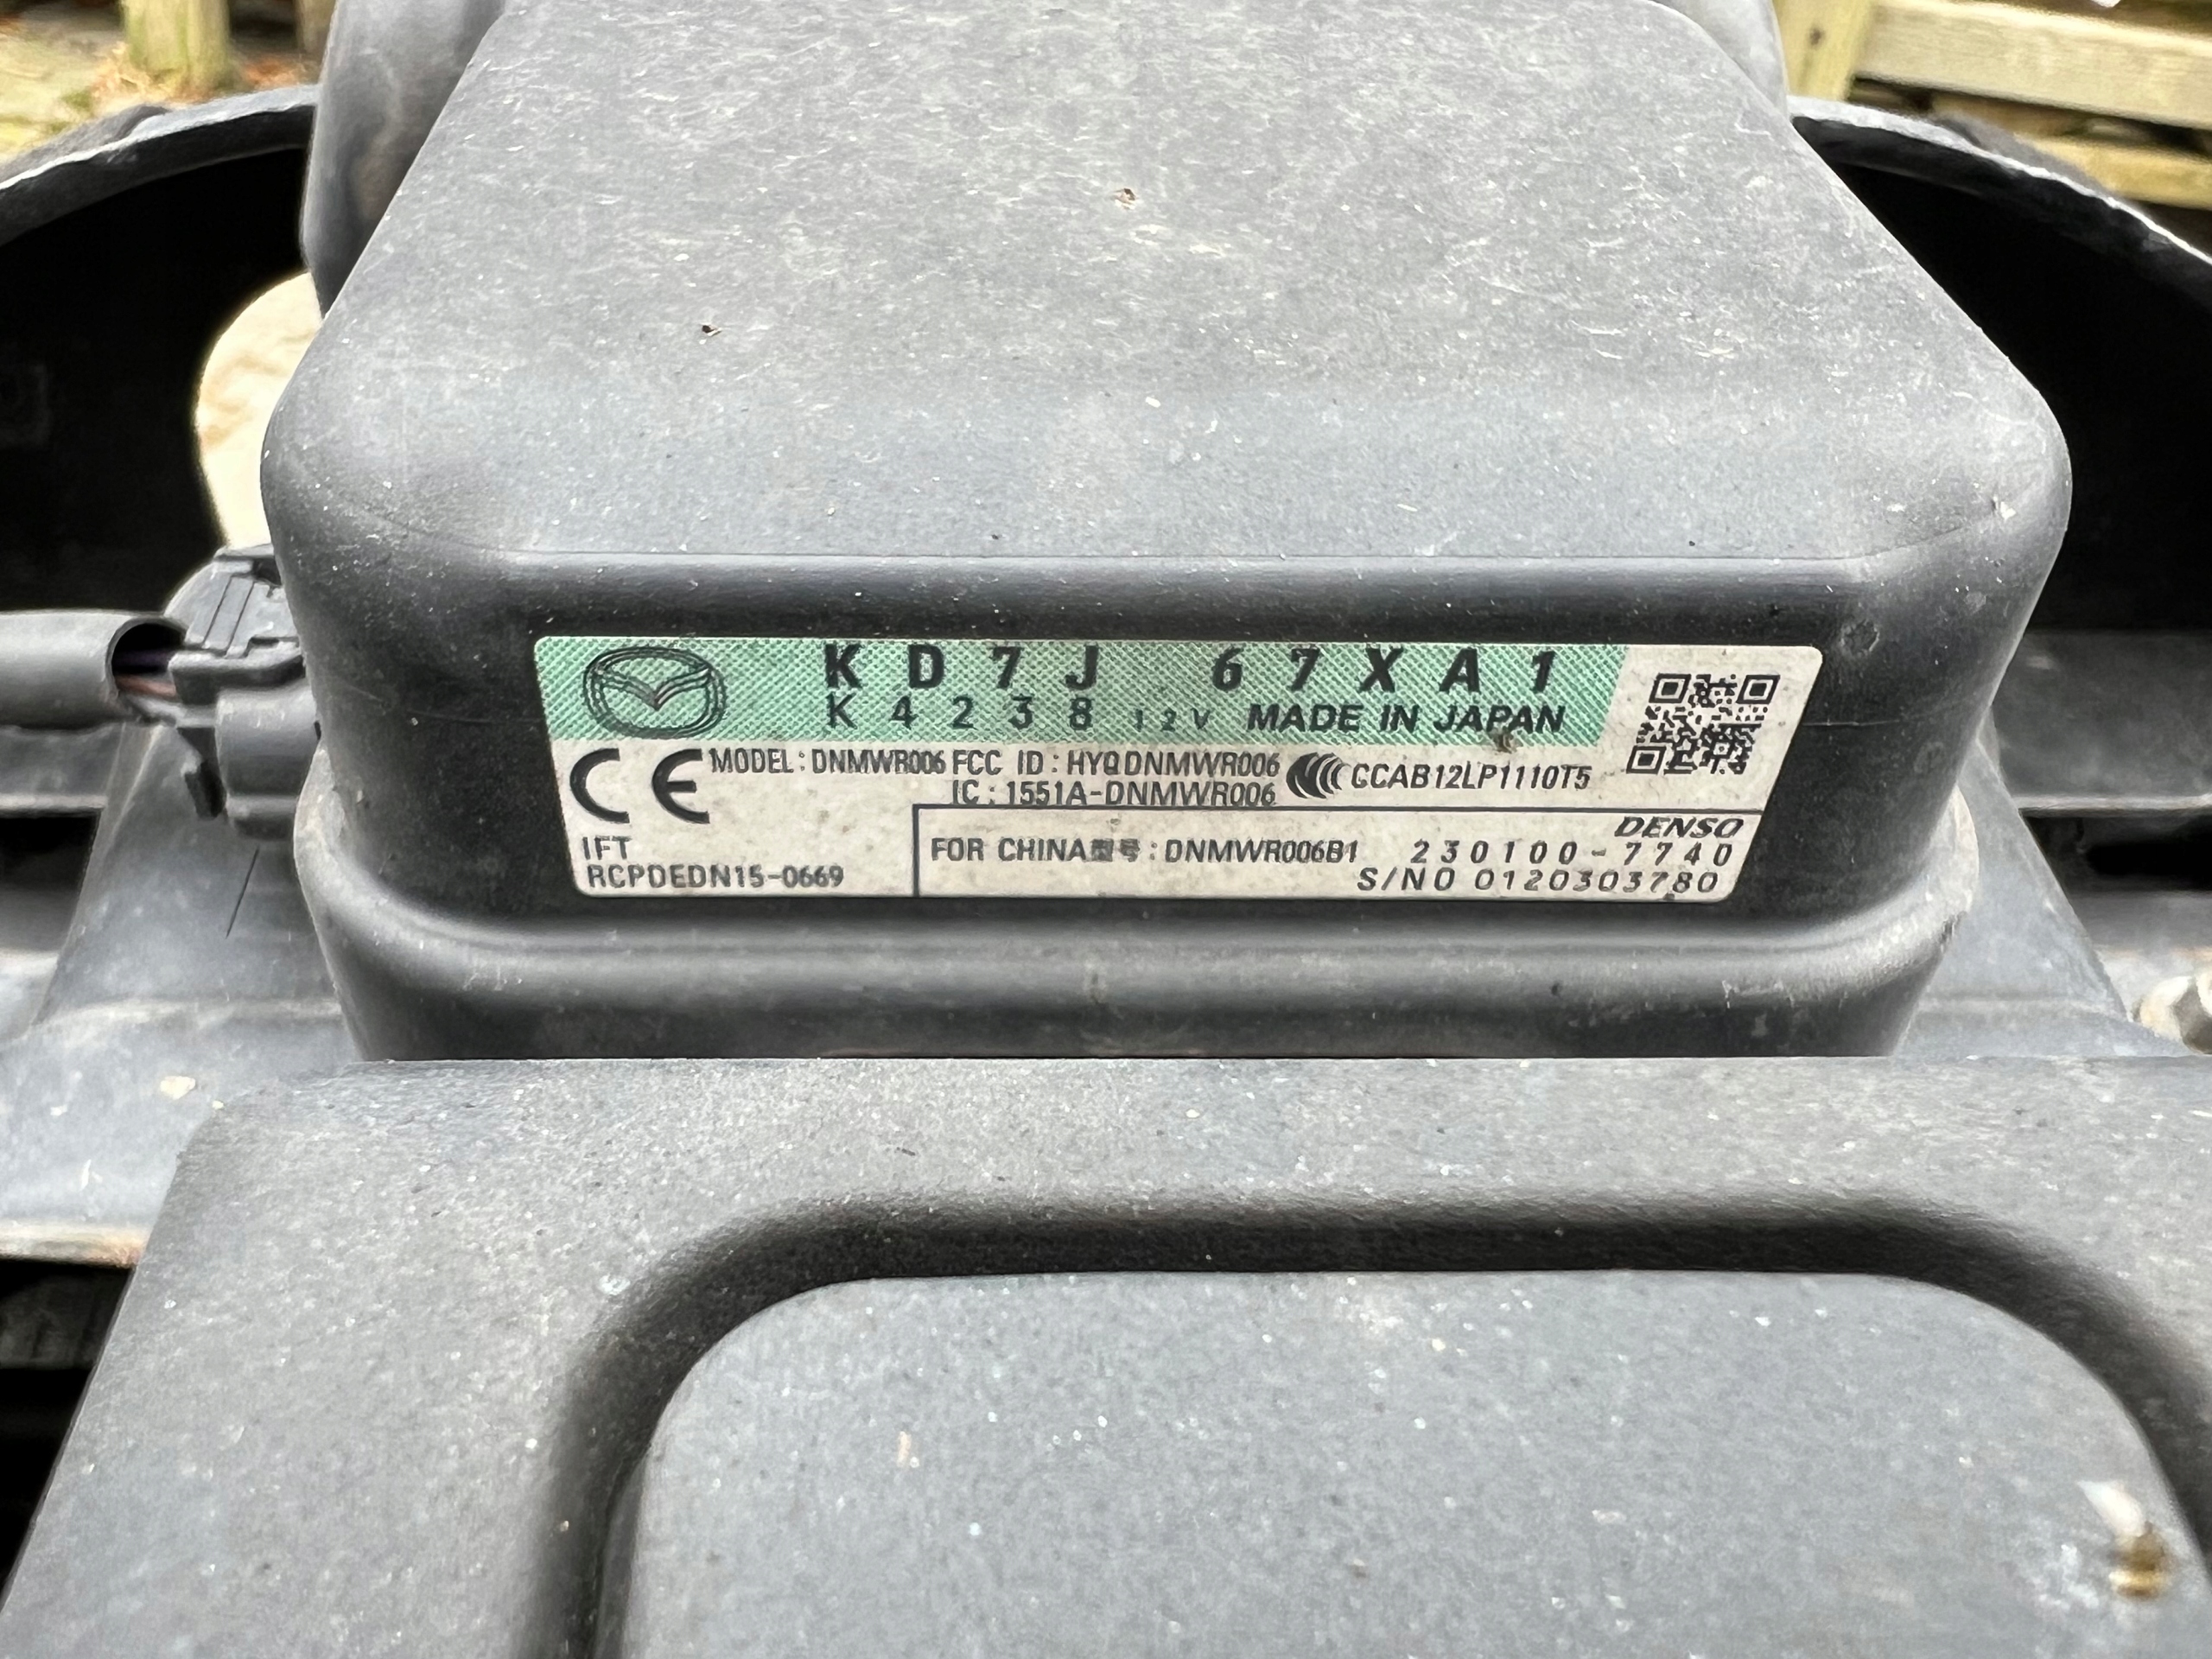 KD7J 67XA1
K4238 12V MADE IN JAPAN
MODEL: DNMWR006 FCC ID: HYQDNMWR006
IC: 1551A-DNMWR006
CCAB12LP1110T5
CE
IFT
RCPDEDN15-0669
DENSO
FOR CHINA型号: DNMWR006B1 230100-7740
S/NO 0120303780